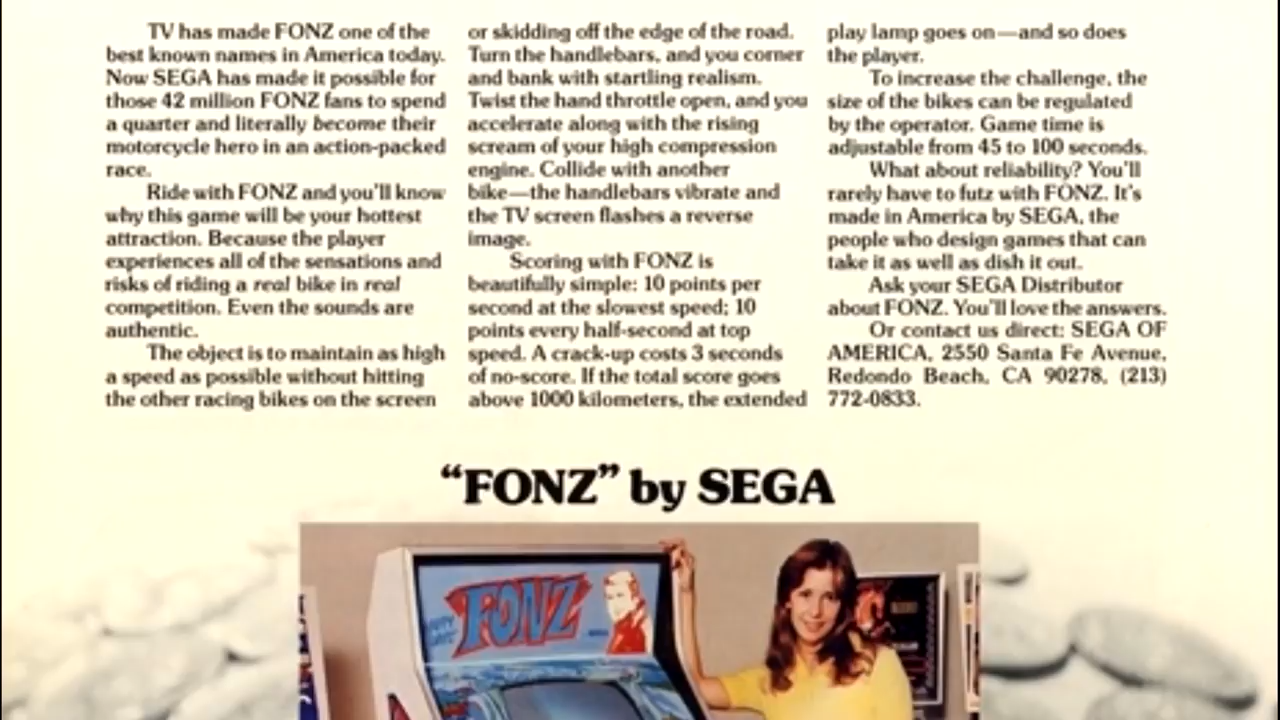 TV has made FONZ one of the
best known names in America today.
Now SEGA has made it possible for
those 42 million FONZ fans to spend
a quarter and literally become their
motorcycle hero in an action-packed
race.
Ride with FONZ and you'll know
why this game will be your hottest
attraction. Because the player
experiences all of the sensations and
risks of riding a real bike in real
competition. Even the sounds are
authentic.
The object is to maintain as high
a speed as possible without hitting
the other racing bikes on the screen
or skidding off the edge of the road.
Turn the handlebars, and you corner
and bank with startling realism.
Twist the hand throttle open, and you
accelerate along with the rising
scream of your high compression
engine. Collide with another
bike—the handlebars vibrate and
the TV screen flashes a reverse
image.
Scoring with FONZ is
beautifully simple: 10 points per
second at the slowest speed; 10
points every half-second at top
speed. A crack-up costs 3 seconds
of no-score. If the total score goes
above 1000 kilometers, the extended
play lamp goes on—and so does
the player.
To increase the challenge, the
size of the bikes can be regulated
by the operator. Game time is
adjustable from 45 to 100 seconds.
What about reliability? You'll
rarely have to futz with FONZ. It's
made in America by SEGA, the
people who design games that can
take it as well as dish it out.
Ask your SEGA Distributor
about FONZ. You'll love the answers.
Or contact us direct: SEGA OF
AMERICA, 2550 Santa Fe Avenue,
Redondo Beach, CA 90278, (213)
772-0833.
"FONZ" by SEGA
FONZ